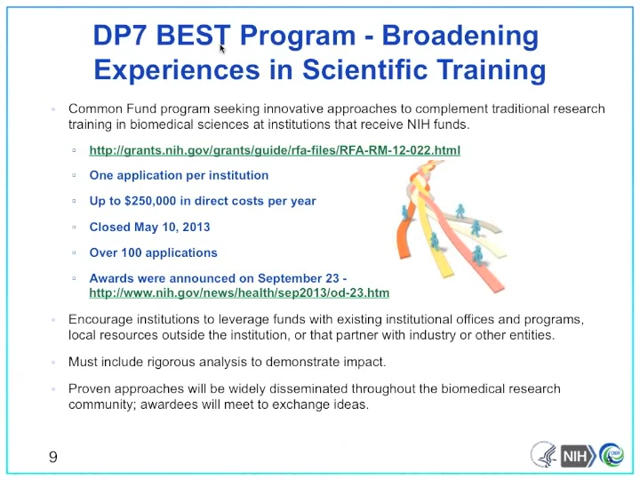 DP7 BEST Program - Broadening
Experiences in Scientific Training
Common Fund program seeking innovative approaches to complement traditional research
training in biomedical sciences at institutions that receive NIH funds.
http://grants.nih.gov/grants/guide/rfa-files/RFA-RM-12-022.html
One application per institution
Up to $250,000 in direct costs per year
Closed May 10, 2013
Over 100 applications
Awards were announced on September 23 -
http://www.nih.gov/news/health/sep2013/od-23.htm
Encourage institutions to leverage funds with existing institutional offices and programs,
local resources outside the institution, or that partner with industry or other entities.
Must include rigorous analysis to demonstrate impact.
Proven approaches will be widely disseminated throughout the biomedical research
community; awardees will meet to exchange ideas.
9
NIH